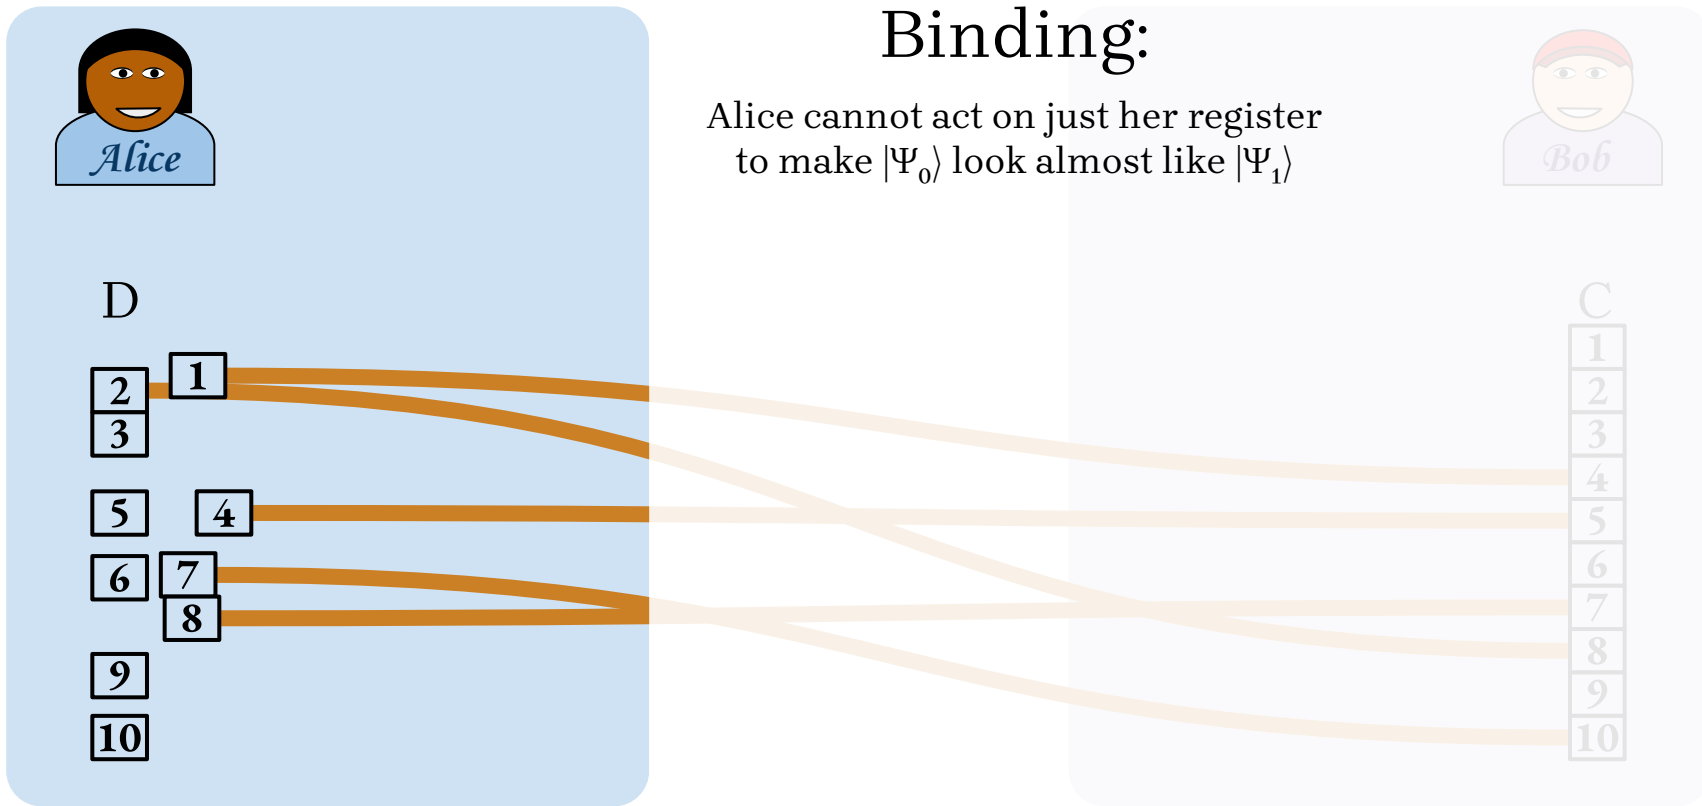 Binding:
Alice cannot act on just her register
to make |Ψ₀⟩ look almost like |Ψ₁⟩
Alice
Bob
D
1
2
3
5
4
6
7
8
9
10
C
1
2
3
4
5
6
7
8
9
10